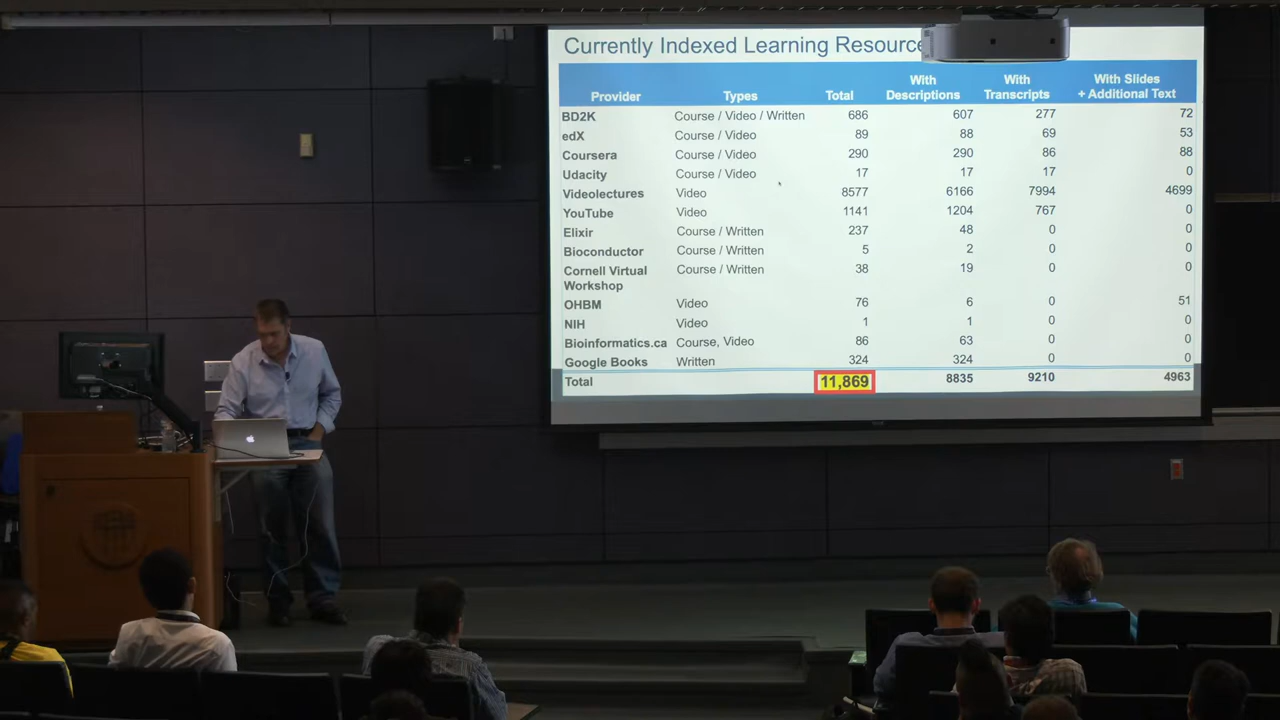 Currently Indexed Learning Resource
Provider Types Total With Descriptions With Transcripts With Slides + Additional Text
BD2K Course / Video / Written 686 607 277 72
edX Course / Video 89 88 69 53
Coursera Course / Video 290 290 86 88
Udacity Course / Video 17 17 17 0
Videolectures Video 8577 6166 7994 4699
YouTube Video 1141 1204 767 0
Elixir Course / Written 237 48 0 0
Bioconductor Course / Written 5 2 0 0
Cornell Virtual Workshop Course / Written 38 19 0 0
OHBM Video 76 6 0 51
NIH Video 1 1 0 0
Bioinformatics.ca Course, Video 86 63 0 0
Google Books Written 324 324 0 0
Total 11,869 8835 9210 4963